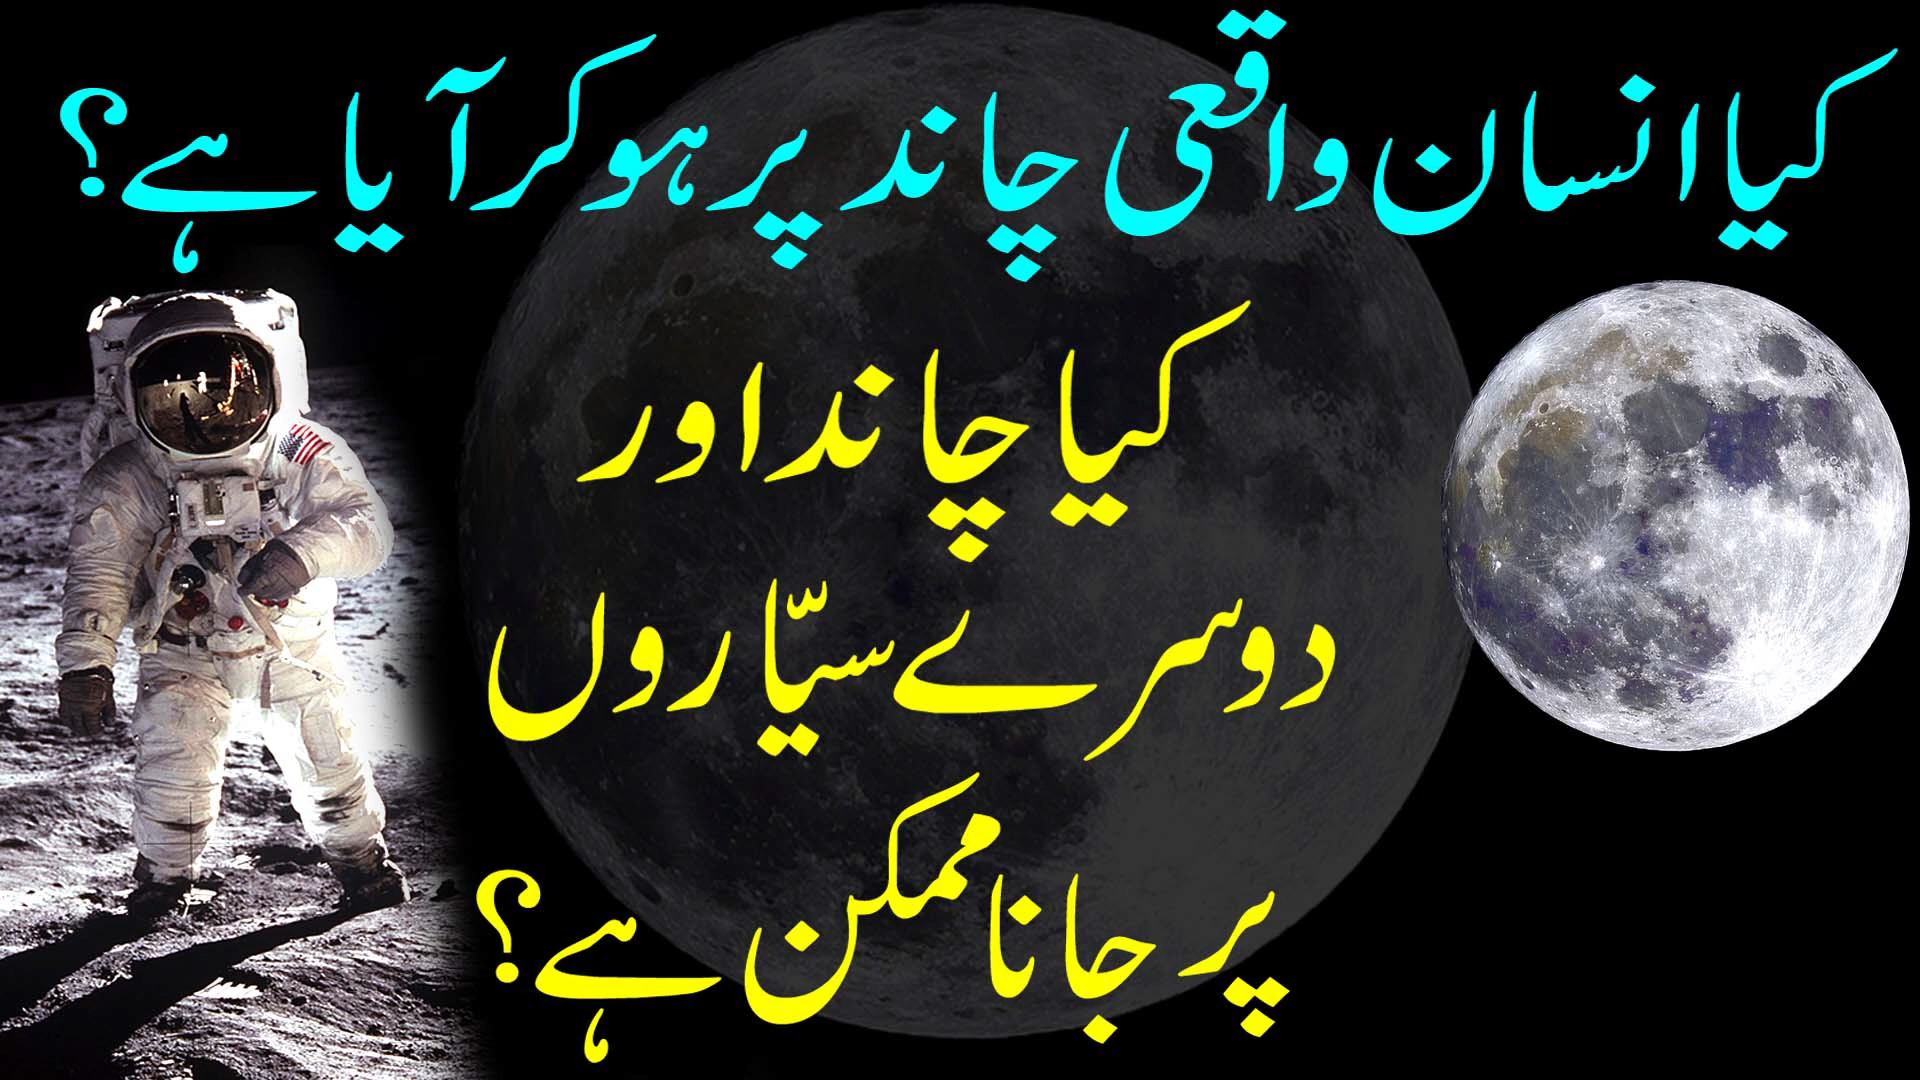 کیا انسان واقعی چاند پر ہو کر آیا ہے؟
کیا چاند اور
دوسرے سیّاروں
پر جانا ممکن ہے؟